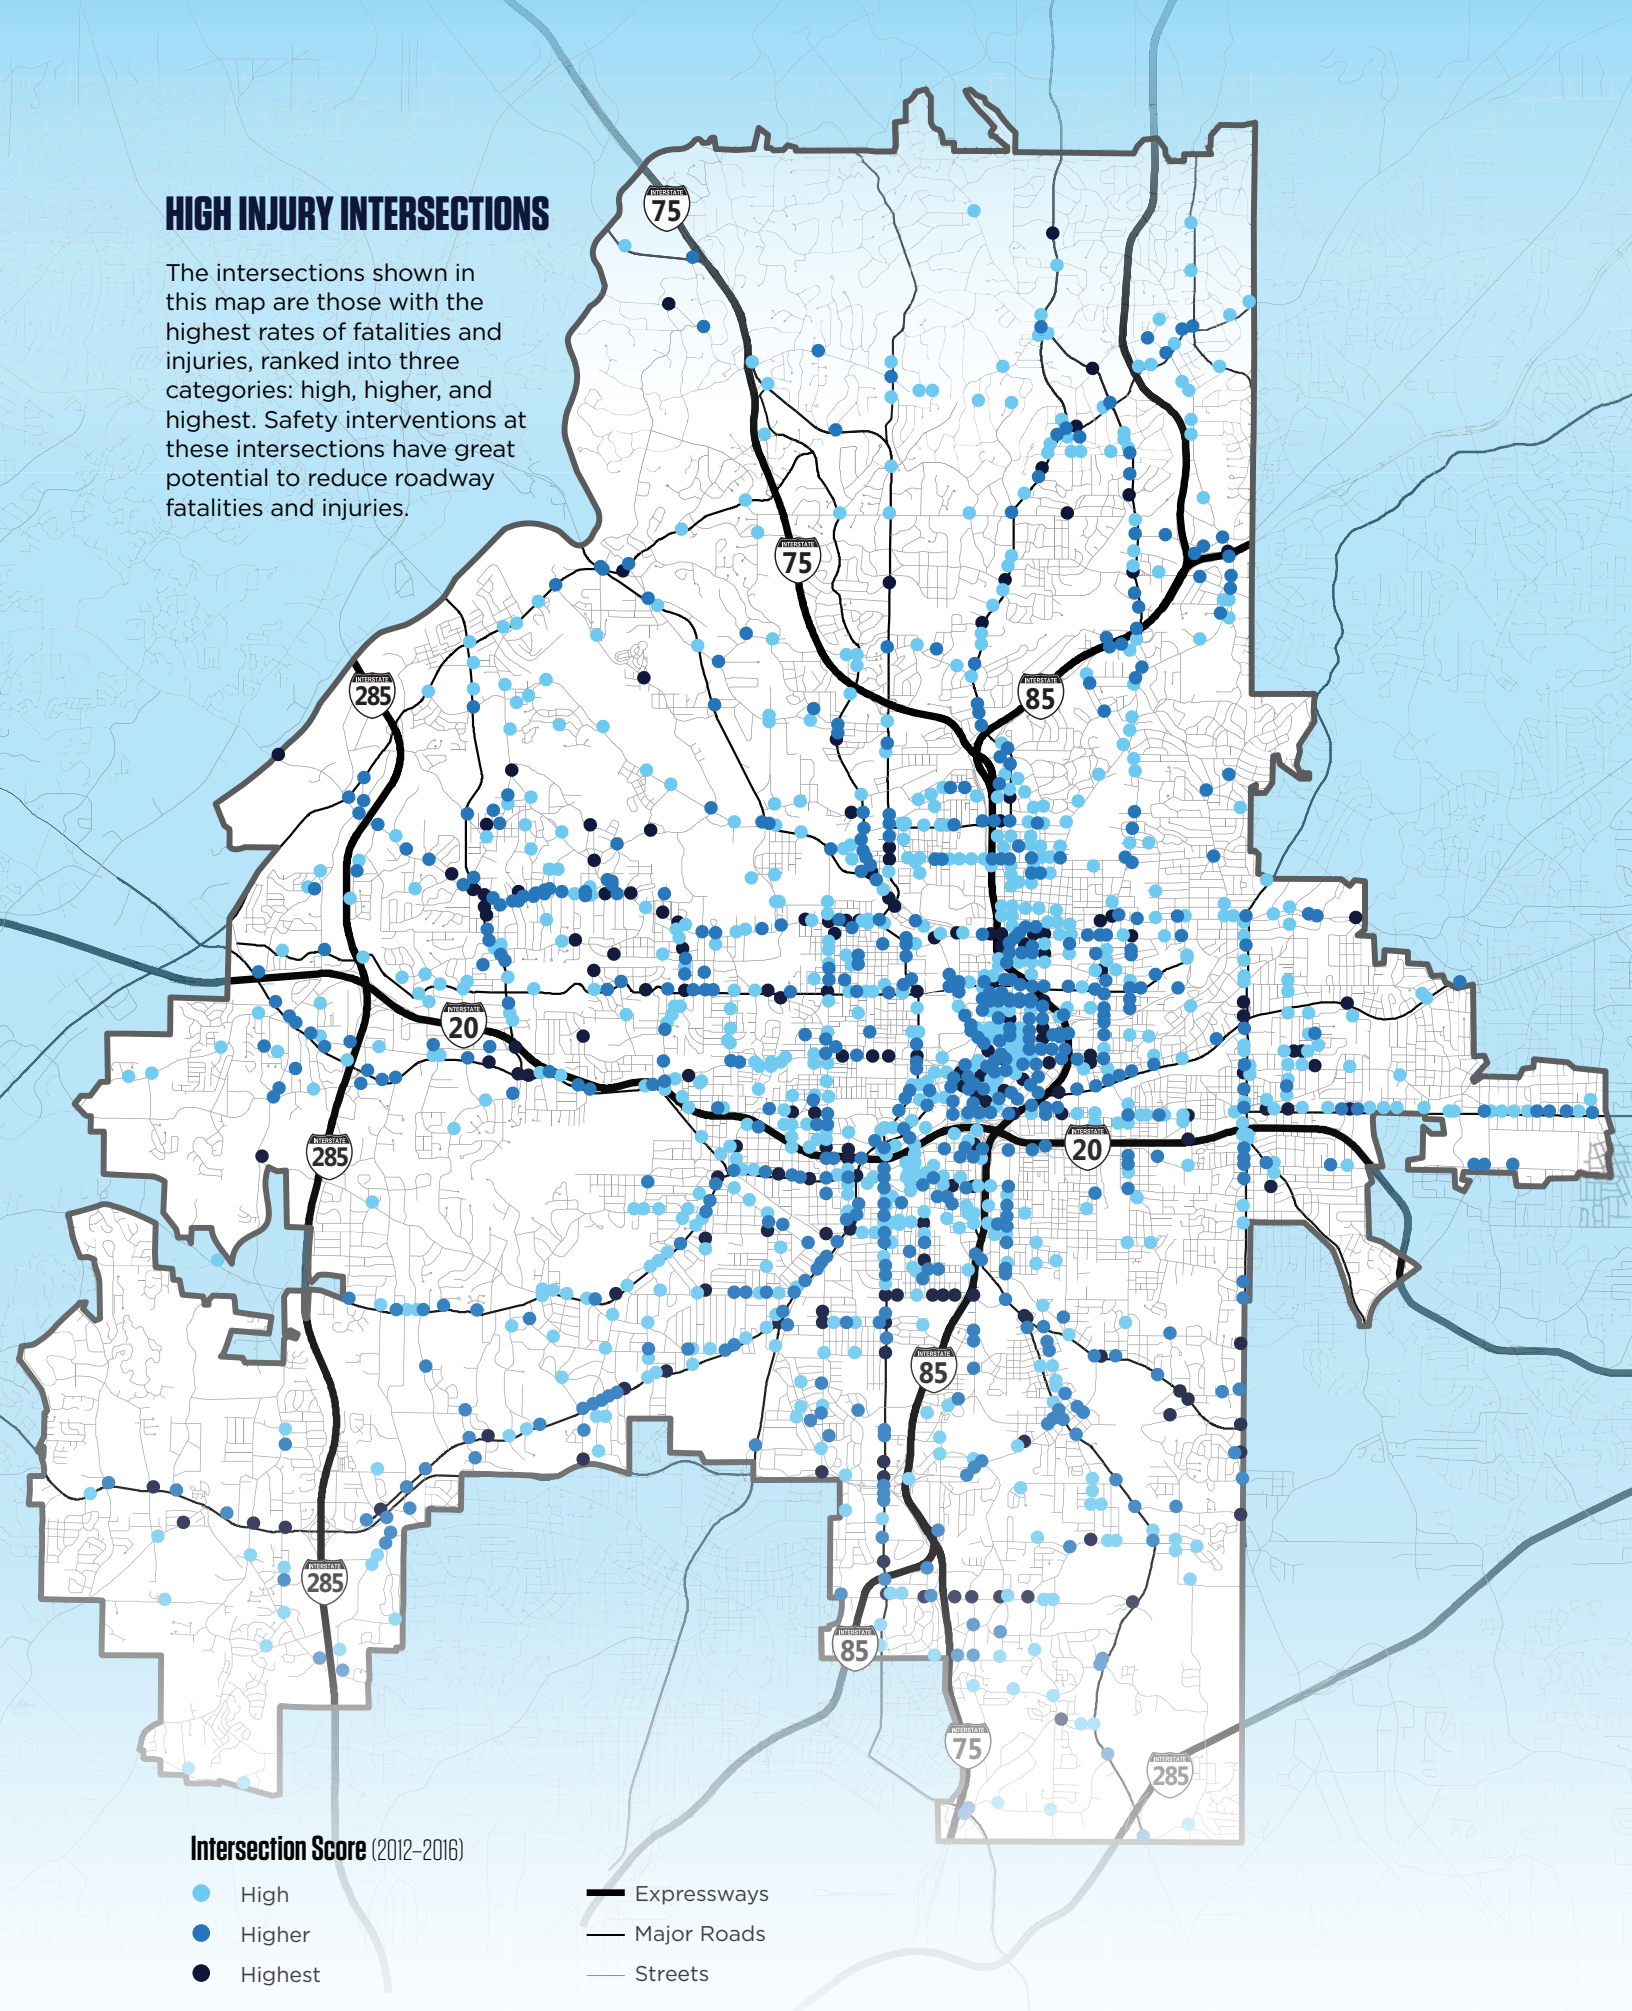 INTERSTATE
75
HIGH INJURY INTERSECTIONS
The intersections shown in
this map are those with the
highest rates of fatalities and
injuries, ranked into three
categories: high, higher, and
highest. Safety interventions at
these intersections have great
potential to reduce roadway
fatalities and injuries.
INTERSTATE
75
INTERSTATE
285
INTERSTATE
85
INTERSTATE
20
INTERSTATE
285
INTERSTATE
20
INTERSTATE
85
INTERSTATE
285
INTERSTATE
85
INTERSTATE
75
INTERSTATE
285
Intersection Score (2012–2016)
High
Higher
Highest
Expressways
Major Roads
Streets